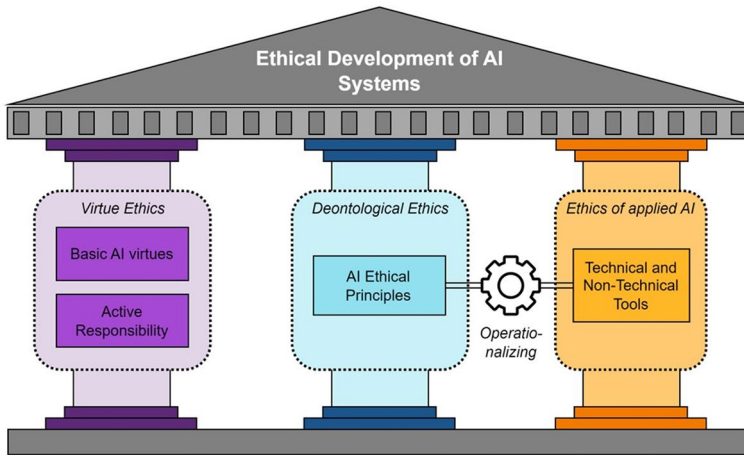 Ethical Development of AI
Systems
Virtue Ethics
Basic AI virtues
Active
Responsibility
Deontological Ethics
AI Ethical
Principles
Operatio-
nalizing
Ethics of applied AI
Technical and
Non-Technical
Tools